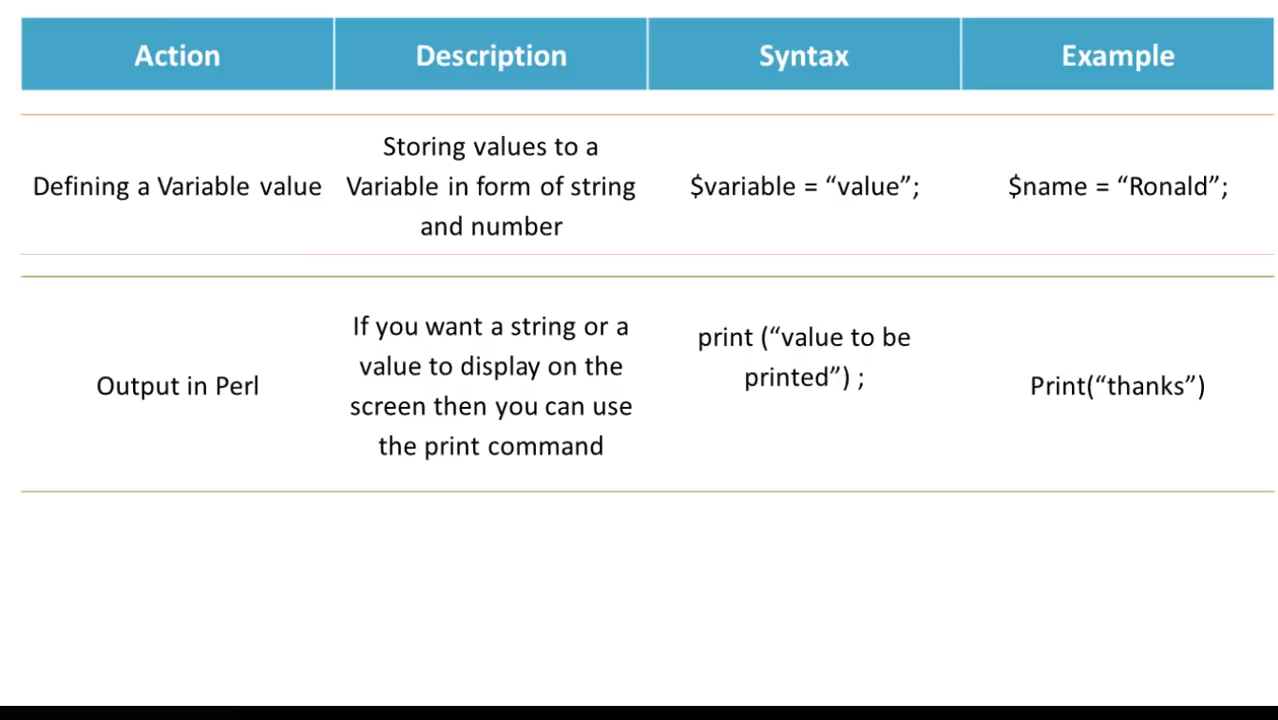 Action Description Syntax Example
Storing values to a
Defining a Variable value Variable in form of string $variable = “value”; $name = “Ronald”;
and number
If you want a string or a
print (“value to be
value to display on the
printed”) ;
Output in Perl Print(“thanks”)
screen then you can use
the print command